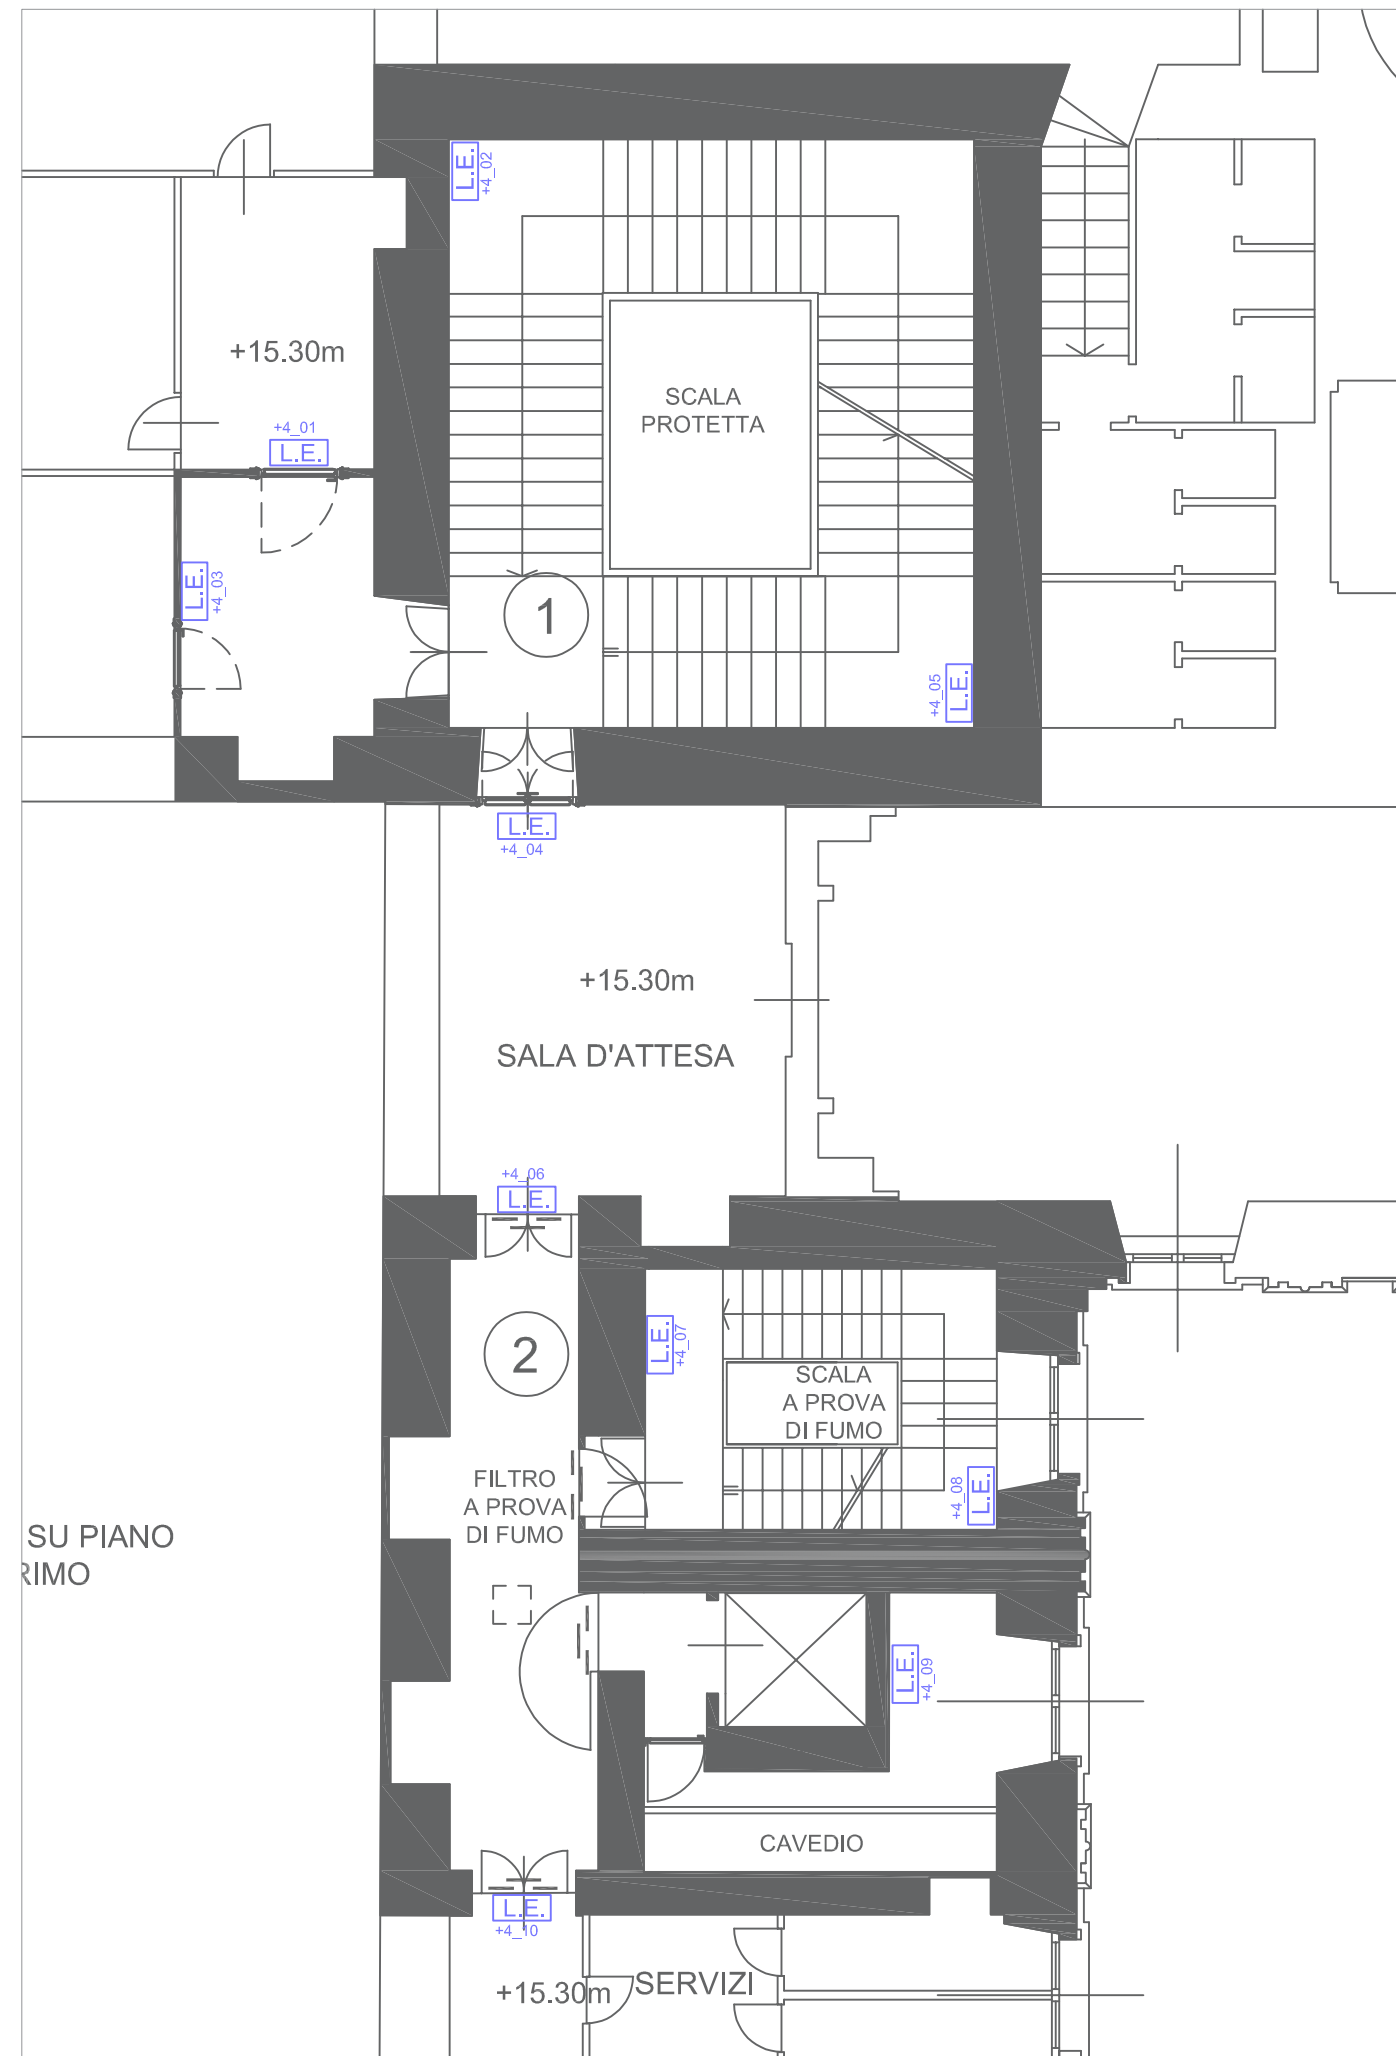 L.E.
+4_02
+15.30m
SCALA
PROTETTA
+4_01
L.E.
L.E.
+4_03
1
+4_05
L.E.
L.E.
+4_04
+15.30m
SALA D'ATTESA
+4_06
L.E.
2
L.E.
+4_07
SCALA
A PROVA
DI FUMO
FILTRO
A PROVA
DI FUMO
+4_08
L.E.
SU PIANO
RIMO
L.E.
+4_09
CAVEDIO
L.E.
+4_10
+15.30m
SERVIZI